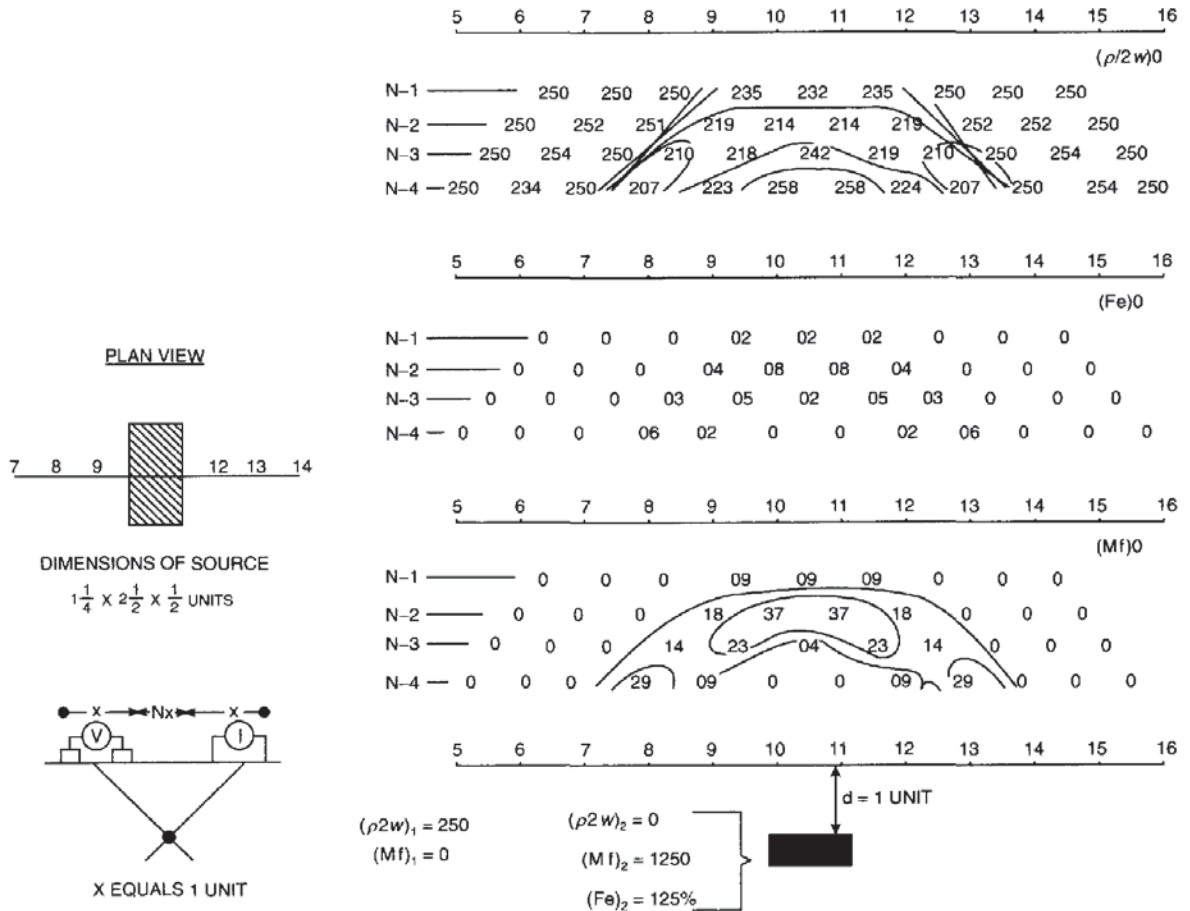 5 6 7 8 9 10 11 12 13 14 15 16
(ρ/2w)0
N–1 250 250 250 235 232 235 250 250 250
N–2 250 252 251 219 214 214 219 252 252 250
N–3 250 254 250 210 218 242 219 210 250 254 250
N–4 250 234 250 207 223 258 258 224 207 250 254 250
5 6 7 8 9 10 11 12 13 14 15 16
(Fe)0
N–1 0 0 0 02 02 02 0 0 0
N–2 0 0 0 04 08 08 04 0 0 0
N–3 0 0 0 03 05 02 05 03 0 0 0
N–4 0 0 0 06 02 0 0 02 06 0 0 0
5 6 7 8 9 10 11 12 13 14 15 16
(Mf)0
N–1 0 0 0 09 09 09 0 0 0
N–2 0 0 0 18 37 37 18 0 0 0
N–3 0 0 0 14 23 04 23 14 0 0 0
N–4 0 0 0 29 09 0 0 09 29 0 0 0
5 6 7 8 9 10 11 12 13 14 15 16
d = 1 UNIT
(ρ2w)₁ = 250
(Mf)₁ = 0
(ρ2w)₂ = 0
(Mf)₂ = 1250
(Fe)₂ = 125%
PLAN VIEW
7 8 9 12 13 14
DIMENSIONS OF SOURCE
1 1/4 X 2 1/2 X 1/2 UNITS
x Nx x
V I
X EQUALS 1 UNIT